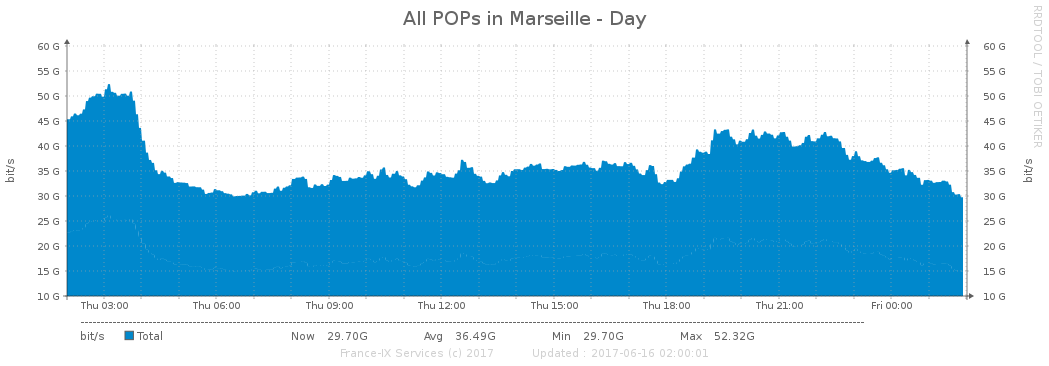 All POPs in Marseille - Day
RRDTOOL / TOBI OETIKER
60 G 60 G
55 G 55 G
50 G 50 G
45 G 45 G
40 G 40 G
35 G 35 G
30 G 30 G
25 G 25 G
20 G 20 G
15 G 15 G
10 G 10 G
bit/s
bit/s
Thu 03:00 Thu 06:00 Thu 09:00 Thu 12:00 Thu 15:00 Thu 18:00 Thu 21:00 Fri 00:00
bit/s Total Now 29.70G Avg 36.49G Min 29.70G Max 52.32G
France-IX Services (c) 2017 Updated : 2017-06-16 02:00:01